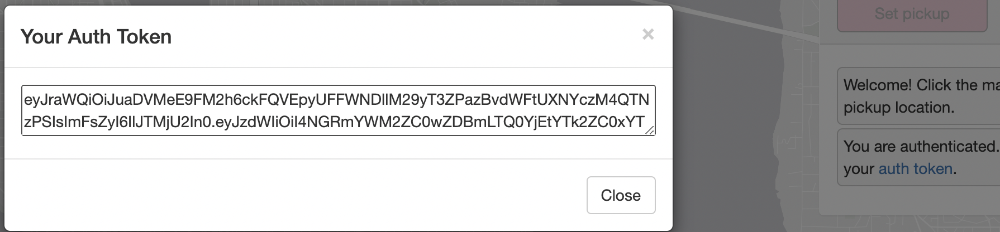 Your Auth Token
×
eyJraWQiOiJuaDVMeE9FM2h6ckFQVEpyUFFWNDllM29yT3ZPazBvdWFtUXNYczM4QTN
zPSIsImFsZyI6IlJTMjU2In0.eyJzdWIiOiI4NGRmYWM2ZC0wZDBmLTQ0YjEtYTk2ZC0xYT
Close
Set pickup
Welcome! Click the ma
pickup location.
You are authenticated.
your auth token.